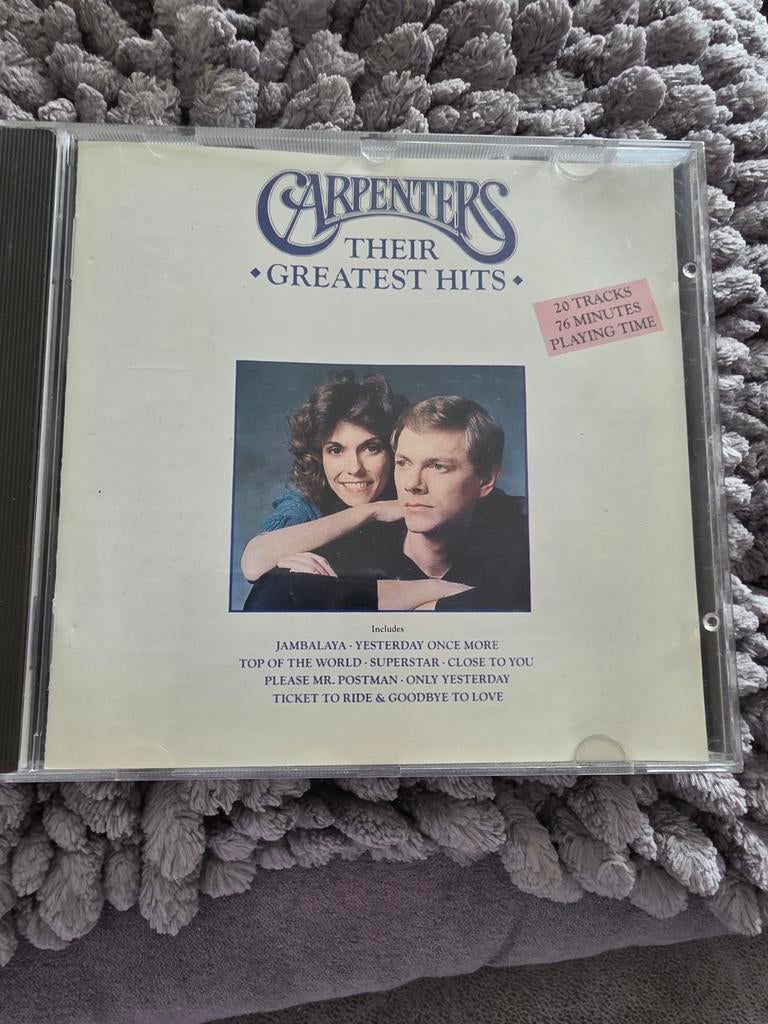 CARPENTERS
THEIR
GREATEST HITS
20 TRACKS
76 MINUTES
PLAYING TIME
Includes
JAMBALAYA · YESTERDAY ONCE MORE
TOP OF THE WORLD · SUPERSTAR · CLOSE TO YOU
PLEASE MR. POSTMAN · ONLY YESTERDAY
TICKET TO RIDE & GOODBYE TO LOVE